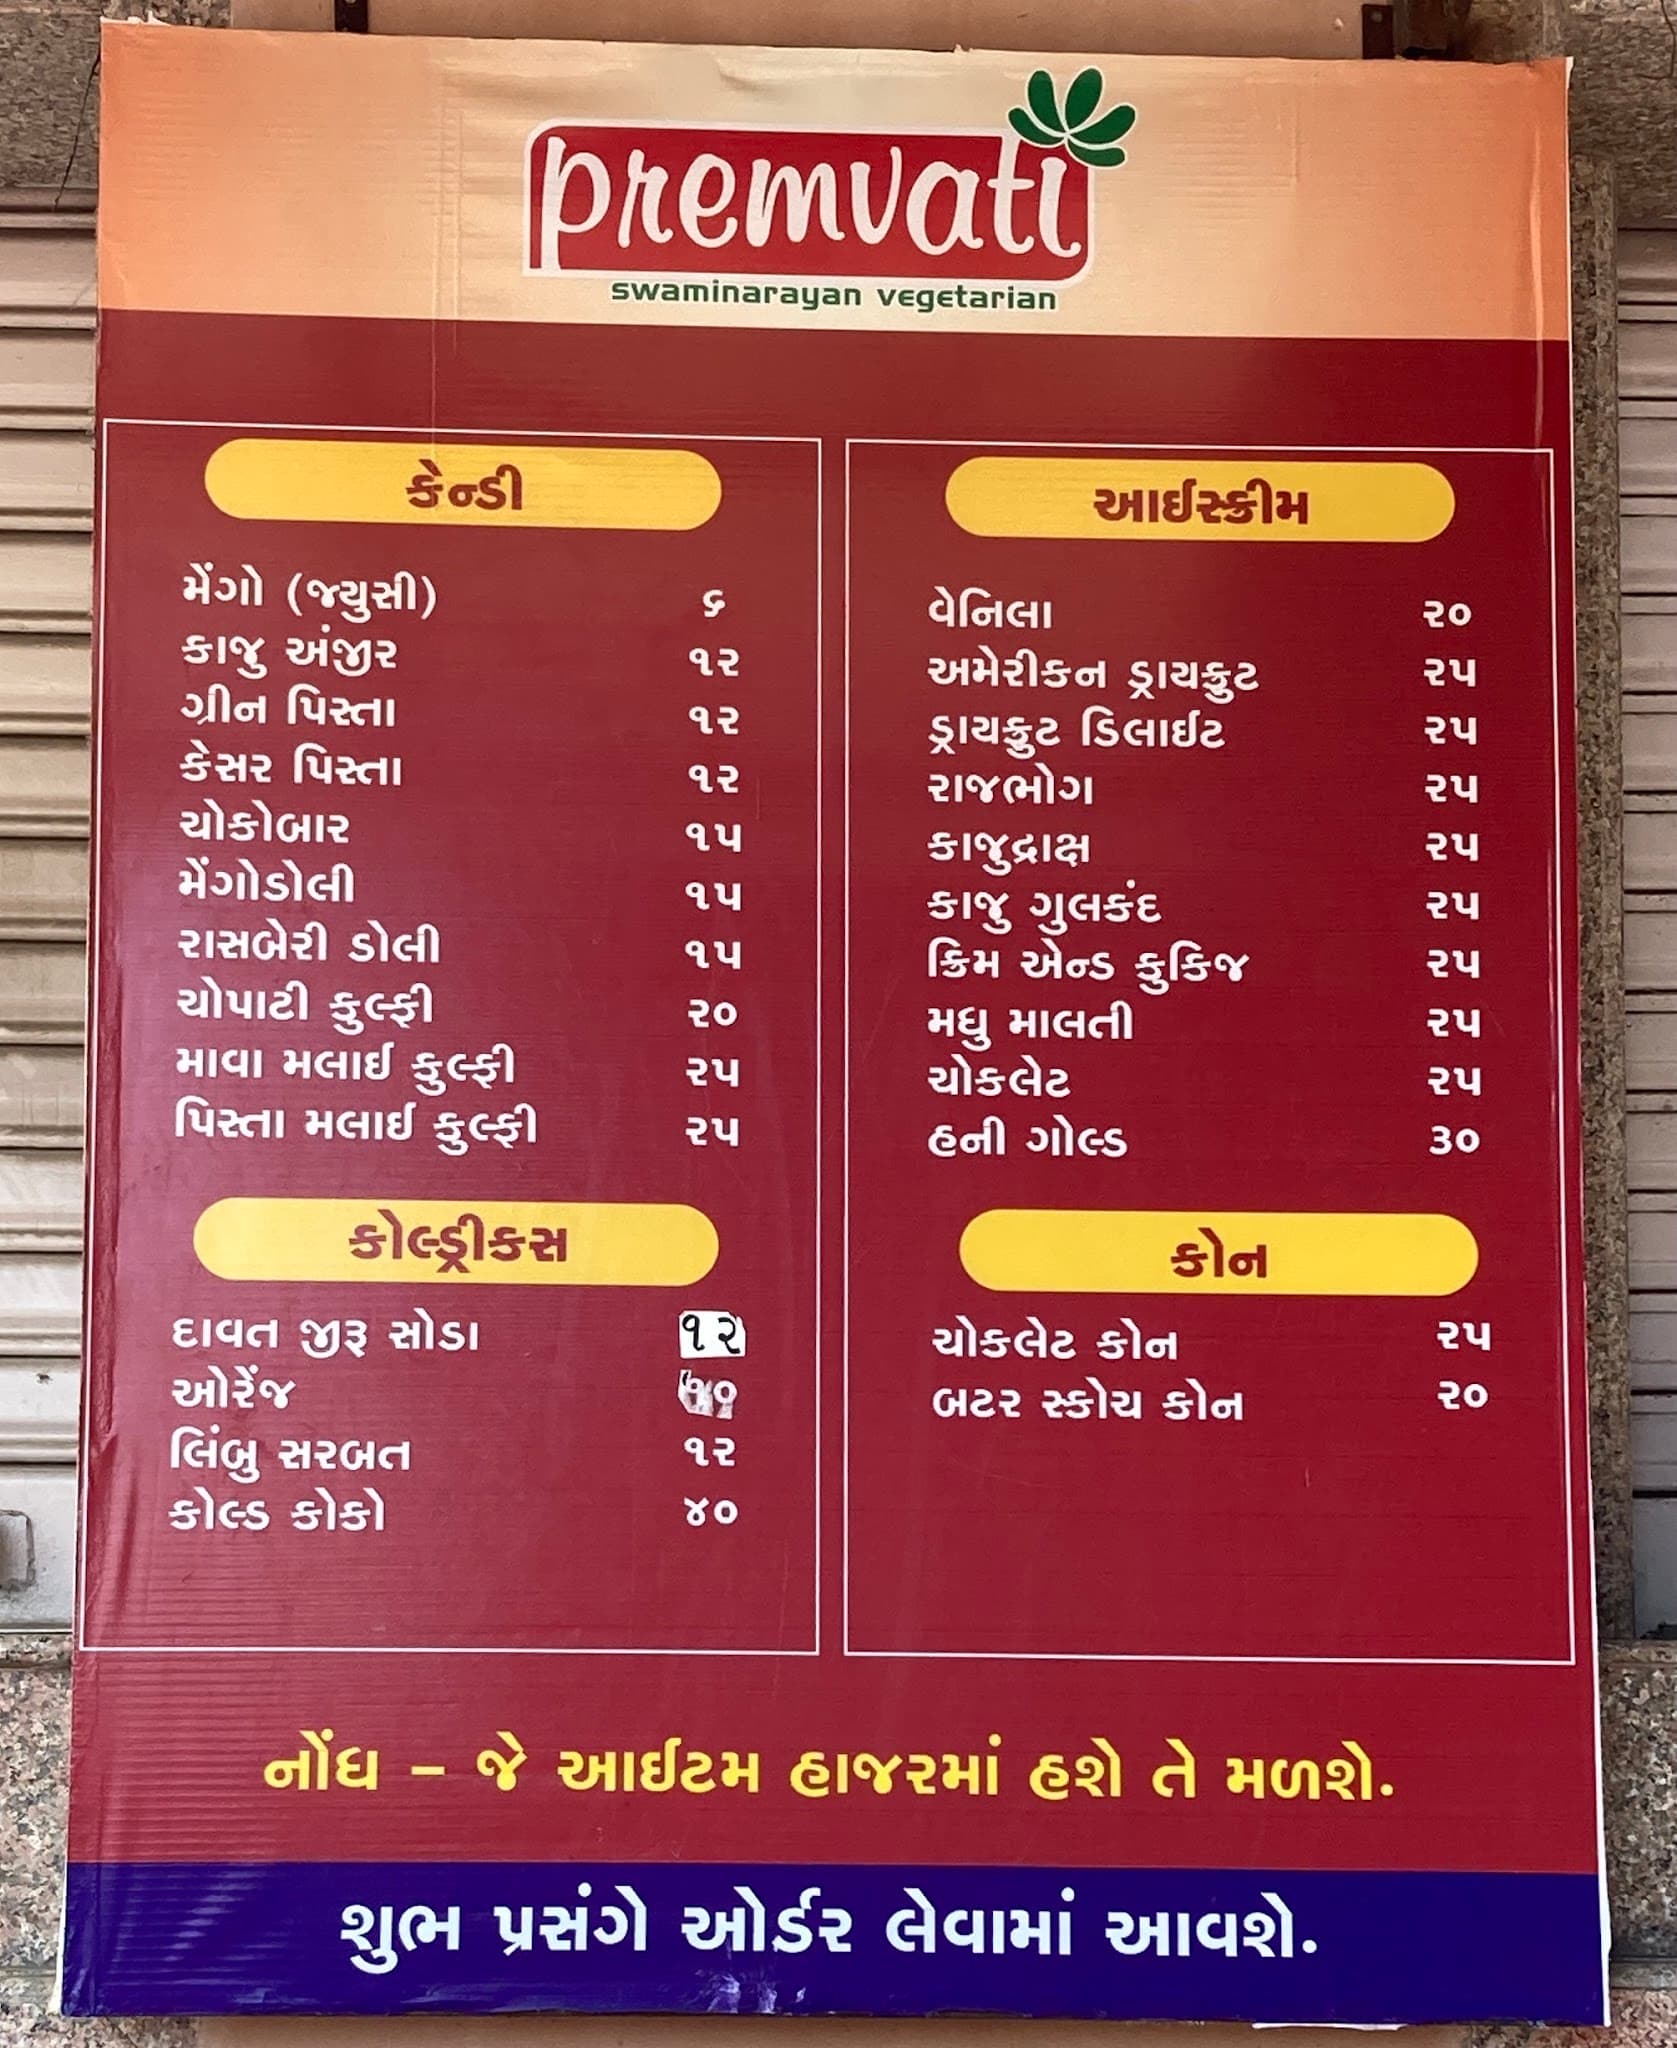 premvati
swaminarayan vegetarian
કેન્ડી
મેંગો (જ્યુસી) ૬
કાજુ અંજીર ૧૨
ગ્રીન પિસ્તા ૧૨
કેસર પિસ્તા ૧૨
ચોકોબાર ૧૫
મેંગોડોલી ૧૫
રાસબેરી ડોલી ૧૫
ચોપાટી કુલ્ફી ૨૦
માવા મલાઈ કુલ્ફી ૨૫
પિસ્તા મલાઈ કુલ્ફી ૨૫
કોલ્ડ્રીકસ
દાવત જીરૂ સોડા ૧૨
ઓરેંજ ૧૦
લિંબુ સરબત ૧૨
કોલ્ડ કોકો ૪૦
આઈસ્ક્રીમ
વેનિલા ૨૦
અમેરીકન ડ્રાયફ્રુટ ૨૫
ડ્રાયફ્રુટ ડિલાઈટ ૨૫
રાજભોગ ૨૫
કાજુદ્રાક્ષ ૨૫
કાજુ ગુલકંદ ૨૫
ક્રિમ એન્ડ કુકિજ ૨૫
મધુ માલતી ૨૫
ચોકલેટ ૨૫
હની ગોલ્ડ ૩૦
કોન
ચોકલેટ કોન ૨૫
બટર સ્કોચ કોન ૨૦
નોંધ – જે આઈટમ હાજરમાં હશે તે મળશે.
શુભ પ્રસંગે ઓર્ડર લેવામાં આવશે.